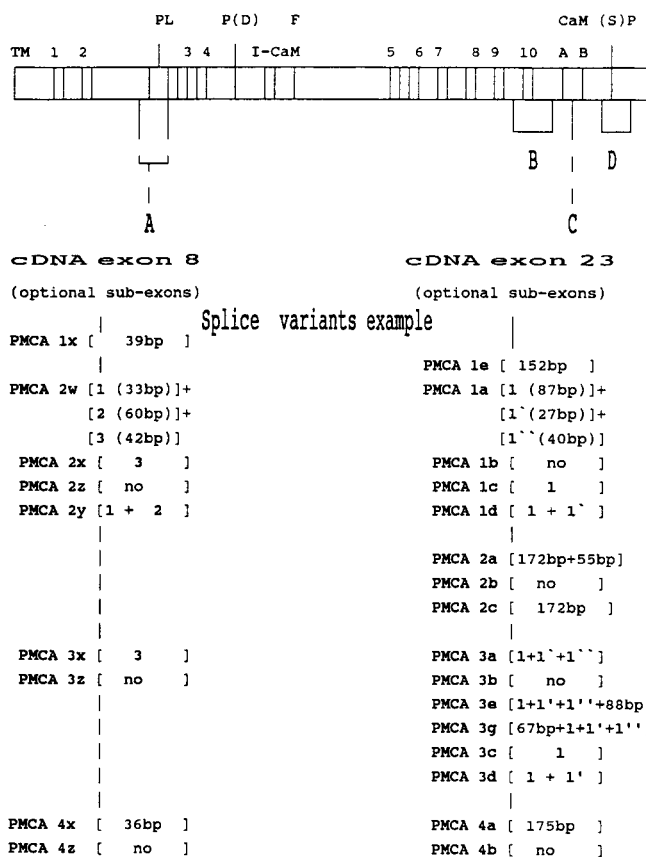 PL P(D) F CaM (S)P
TM 1 2 3 4 I-CaM 5 6 7 8 9 10 A B
B D
A C
cDNA exon 8 cDNA exon 23
(optional sub-exons) (optional sub-exons)
Splice variants example
PMCA 1x [ 39bp ]
PMCA 1e [ 152bp ]
PMCA 2w [1 (33bp)]+ PMCA 1a [1 (87bp)]+
[2 (60bp)]+ [1`(27bp)]+
[3 (42bp)] [1``(40bp)]
PMCA 2x [ 3 ] PMCA 1b [ no ]
PMCA 2z [ no ] PMCA 1c [ 1 ]
PMCA 2y [1 + 2 ] PMCA 1d [ 1 + 1` ]
PMCA 2a [172bp+55bp]
PMCA 2b [ no ]
PMCA 2c [ 172bp ]
PMCA 3x [ 3 ] PMCA 3a [1+1`+1``]
PMCA 3z [ no ] PMCA 3b [ no ]
PMCA 3e [1+1'+1''+88bp
PMCA 3g [67bp+1+1'+1''
PMCA 3c [ 1 ]
PMCA 3d [ 1 + 1' ]
PMCA 4x [ 36bp ] PMCA 4a [ 175bp ]
PMCA 4z [ no ] PMCA 4b [ no ]